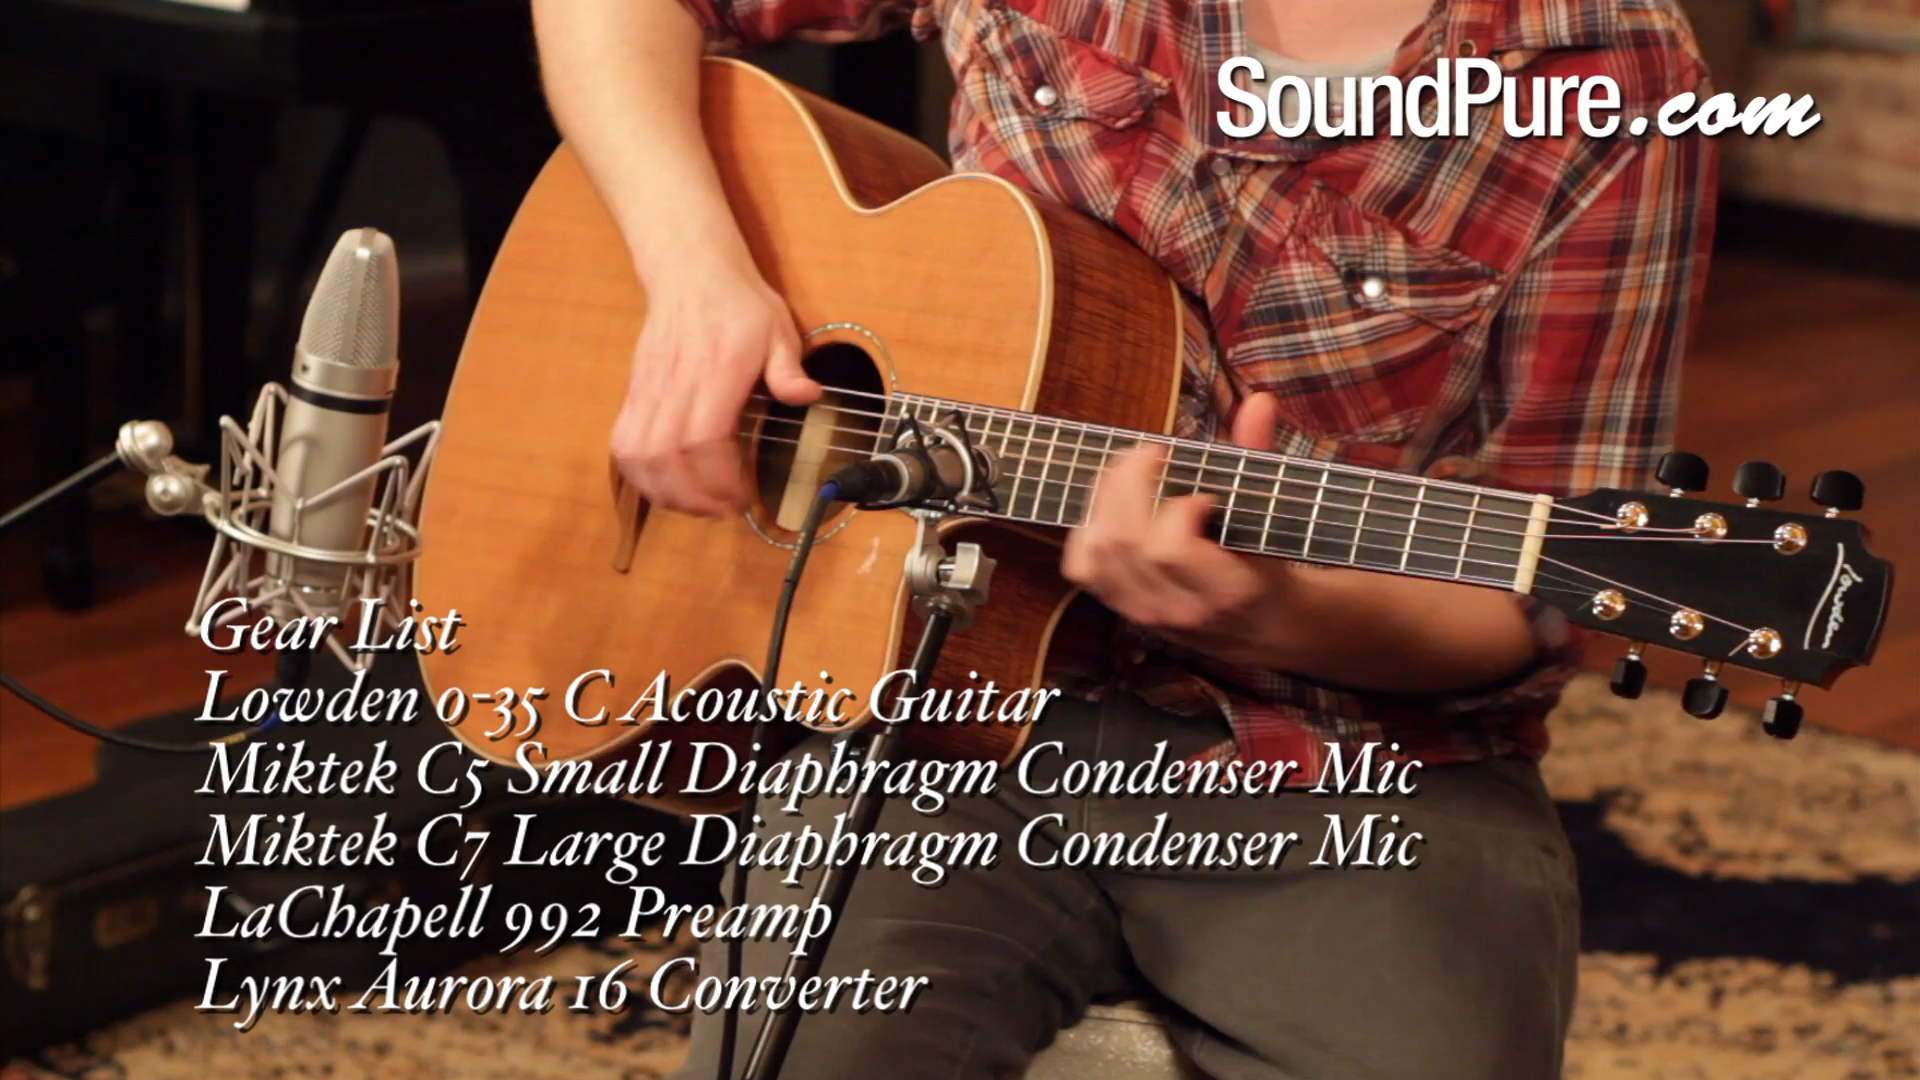 SoundPure.com
Lowden
Gear List
Lowden 0-35 C Acoustic Guitar
Miktek C5 Small Diaphragm Condenser Mic
Miktek C7 Large Diaphragm Condenser Mic
LaChapell 992 Preamp
Lynx Aurora 16 Converter